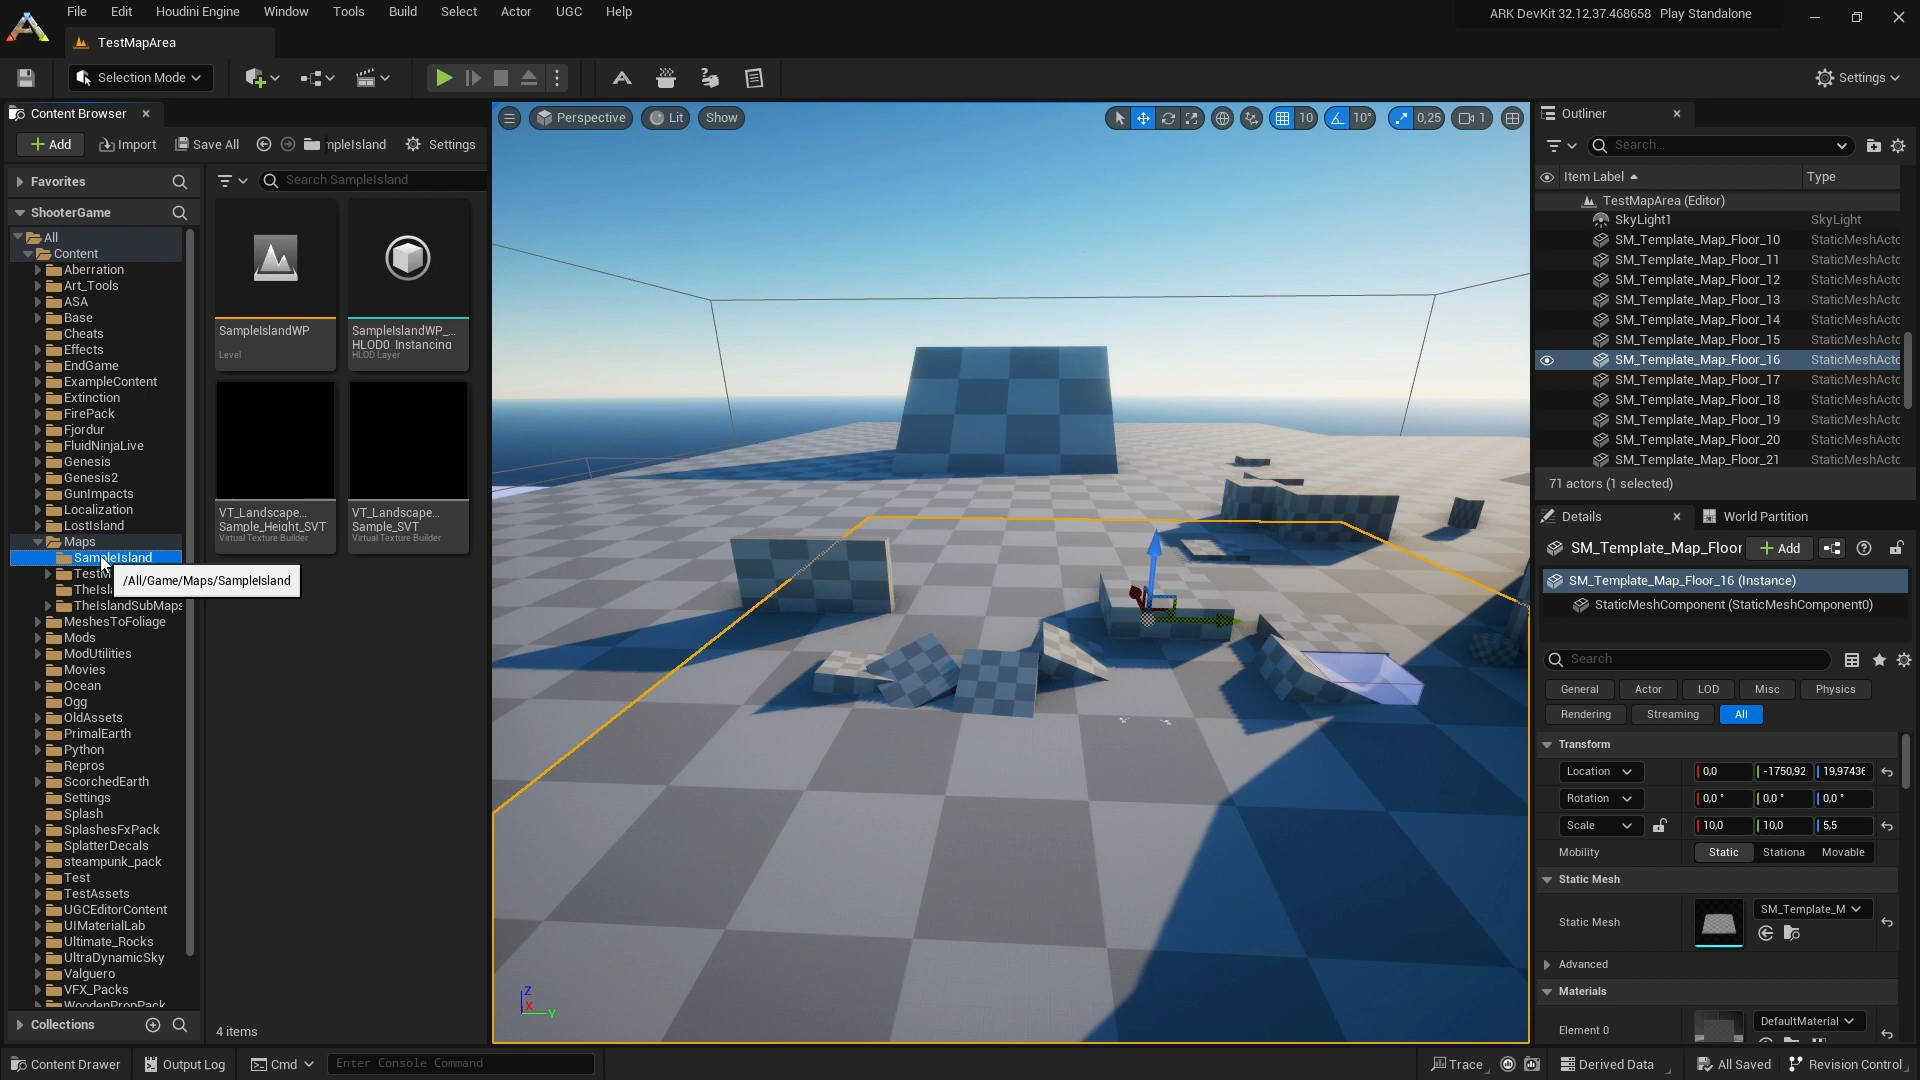 File Edit Houdini Engine Window Tools Build Select Actor UGC Help
ARK DevKit 32.12.37.468658 Play Standalone
TestMapArea
Selection Mode
Settings
Content Browser
Add Import Save All mpleIsland Settings
Favorites
Search SampleIsland
ShooterGame
All
Content
Aberration
Art_Tools
ASA
Base
Cheats
Effects
EndGame
ExampleContent
Extinction
FirePack
Fjordur
FluidNinjaLive
Genesis
Genesis2
GunImpacts
Localization
LostIsland
Maps
SampleIsland
TestM
TheIsla
TheIslandSubMaps
MeshesToFoliage
Mods
ModUtilities
Movies
Ocean
Ogg
OldAssets
PrimalEarth
Python
Repros
ScorchedEarth
Settings
Splash
SplashesFxPack
SplatterDecals
steampunk_pack
Test
TestAssets
UGCEditorContent
UIMaterialLab
Ultimate_Rocks
UltraDynamicSky
Valguero
VFX_Packs
WoodenPropPack
Collections
/All/Game/Maps/SampleIsland
SampleIslandWP
Level
SampleIslandWP_...
HLOD0_Instancing
HLOD Layer
VT_Landscape...
Sample_Height_SVT
Virtual Texture Builder
VT_Landscape...
Sample_SVT
Virtual Texture Builder
4 items
Perspective Lit Show
10 10° 0,25 1
Z
X
Y
Outliner
Search...
Item Label Type
TestMapArea (Editor)
SkyLight1 SkyLight
SM_Template_Map_Floor_10 StaticMeshActo
SM_Template_Map_Floor_11 StaticMeshActo
SM_Template_Map_Floor_12 StaticMeshActo
SM_Template_Map_Floor_13 StaticMeshActo
SM_Template_Map_Floor_14 StaticMeshActo
SM_Template_Map_Floor_15 StaticMeshActo
SM_Template_Map_Floor_16 StaticMeshActo
SM_Template_Map_Floor_17 StaticMeshActo
SM_Template_Map_Floor_18 StaticMeshActo
SM_Template_Map_Floor_19 StaticMeshActo
SM_Template_Map_Floor_20 StaticMeshActo
SM_Template_Map_Floor_21 StaticMeshActo
71 actors (1 selected)
Details World Partition
SM_Template_Map_Floor Add
SM_Template_Map_Floor_16 (Instance)
StaticMeshComponent (StaticMeshComponent0)
Search
General Actor LOD Misc Physics
Rendering Streaming All
Transform
Location 0,0 -1750,92 19,97436
Rotation 0,0 ° 0,0 ° 0,0 °
Scale 10,0 10,0 5,5
Mobility Static Stationa Movable
Static Mesh
Static Mesh SM_Template_M
Advanced
Materials
Element 0 DefaultMaterial
Content Drawer Output Log Cmd Enter Console Command
Trace Derived Data All Saved Revision Control